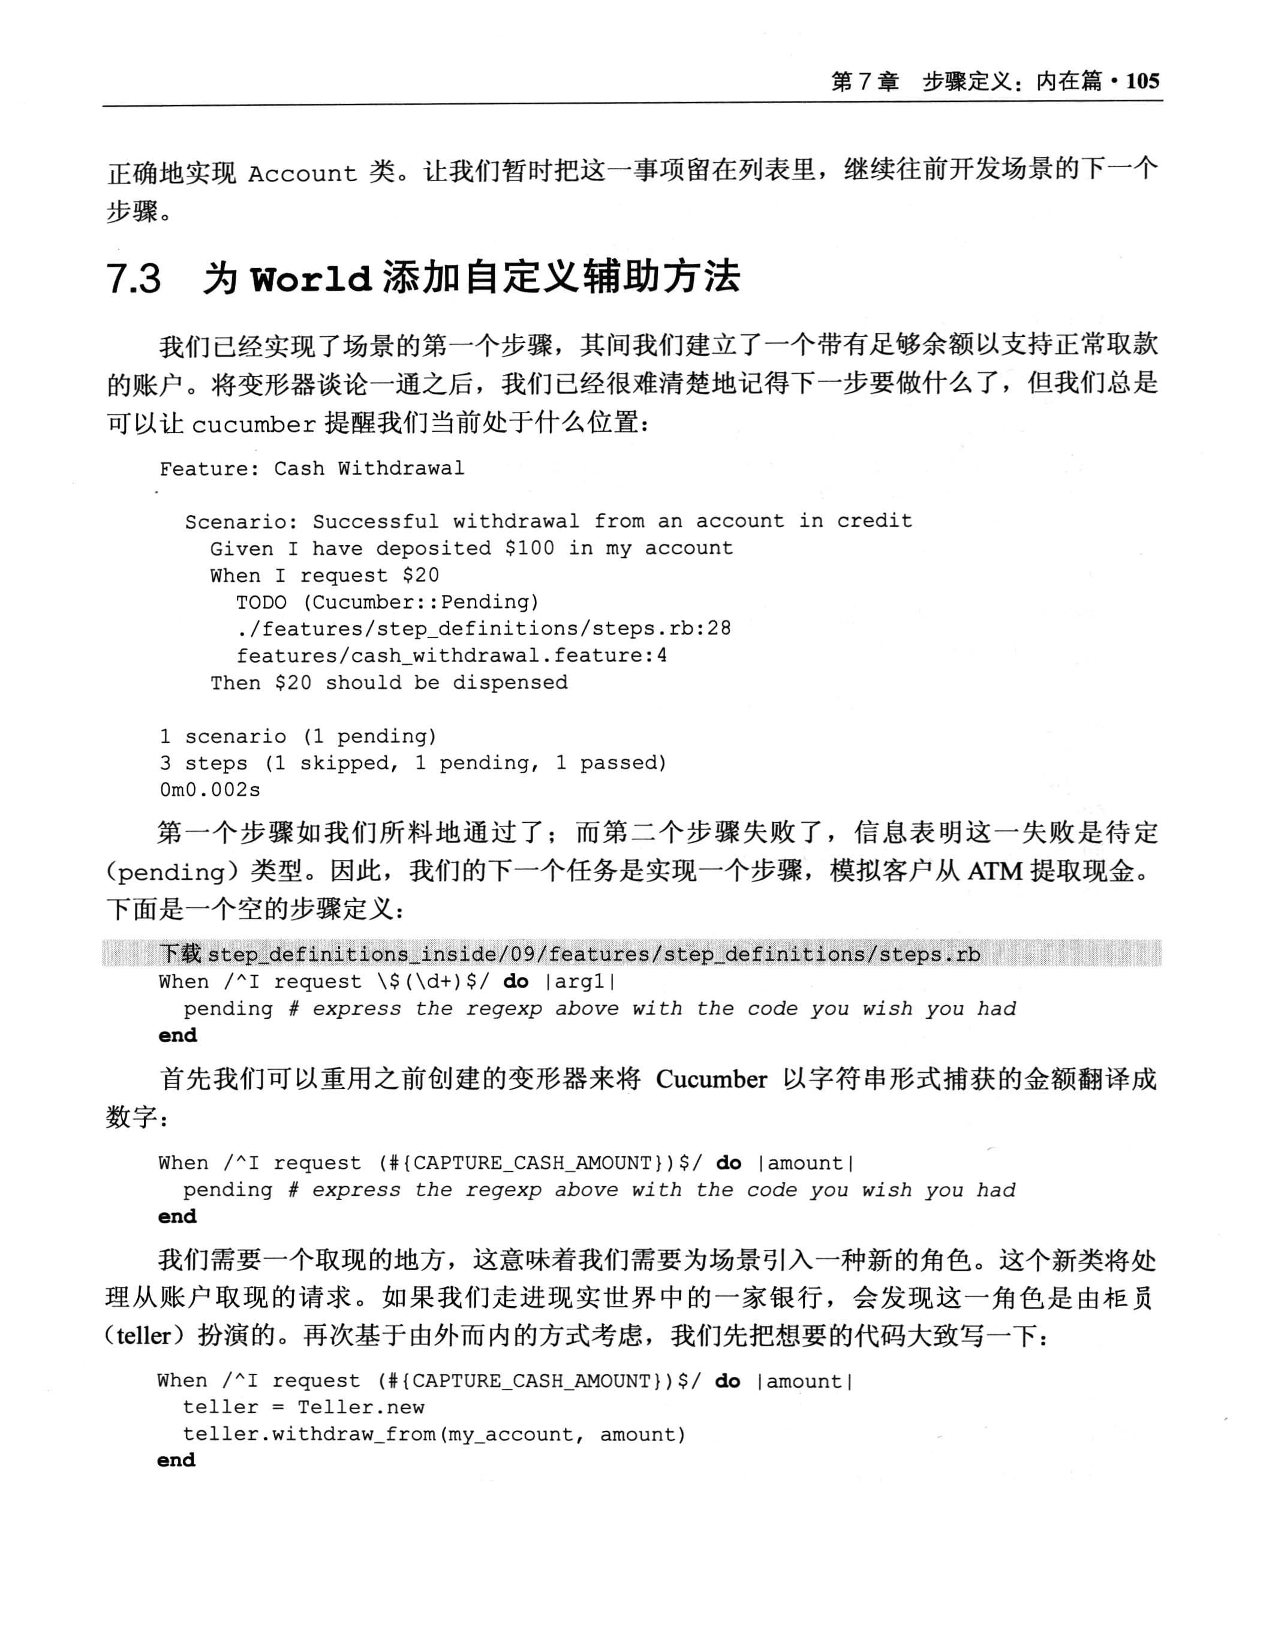 第 7 章　步骤定义：内在篇 • 105
正确地实现 Account 类。让我们暂时把这一事项留在列表里，继续往前开发场景的下一个
步骤。
7.3　为 World 添加自定义辅助方法
我们已经实现了场景的第一个步骤，其间我们建立了一个带有足够余额以支持正常取款
的账户。将变形器谈论一通之后，我们已经很难清楚地记得下一步要做什么了，但我们总是
可以让 cucumber 提醒我们当前处于什么位置：
Feature: Cash Withdrawal
  Scenario: Successful withdrawal from an account in credit
    Given I have deposited $100 in my account
    When I request $20
      TODO (Cucumber::Pending)
      ./features/step_definitions/steps.rb:28
      features/cash_withdrawal.feature:4
    Then $20 should be dispensed
1 scenario (1 pending)
3 steps (1 skipped, 1 pending, 1 passed)
0m0.002s
第一个步骤如我们所料地通过了；而第二个步骤失败了，信息表明这一失败是待定
（pending）类型。因此，我们的下一个任务是实现一个步骤，模拟客户从 ATM 提取现金。
下面是一个空的步骤定义：
下载 step_definitions_inside/09/features/step_definitions/steps.rb
When /^I request \$(\d+)$/ do |arg1|
  pending # express the regexp above with the code you wish you had
end
首先我们可以重用之前创建的变形器来将 Cucumber 以字符串形式捕获的金额翻译成
数字：
When /^I request (#{CAPTURE_CASH_AMOUNT})$/ do |amount|
  pending # express the regexp above with the code you wish you had
end
我们需要一个取现的地方，这意味着我们需要为场景引入一种新的角色。这个新类将处
理从账户取现的请求。如果我们走进现实世界中的一家银行，会发现这一角色是由柜员
（teller）扮演的。再次基于由外而内的方式考虑，我们先把想要的代码大致写一下：
When /^I request (#{CAPTURE_CASH_AMOUNT})$/ do |amount|
  teller = Teller.new
  teller.withdraw_from(my_account, amount)
end